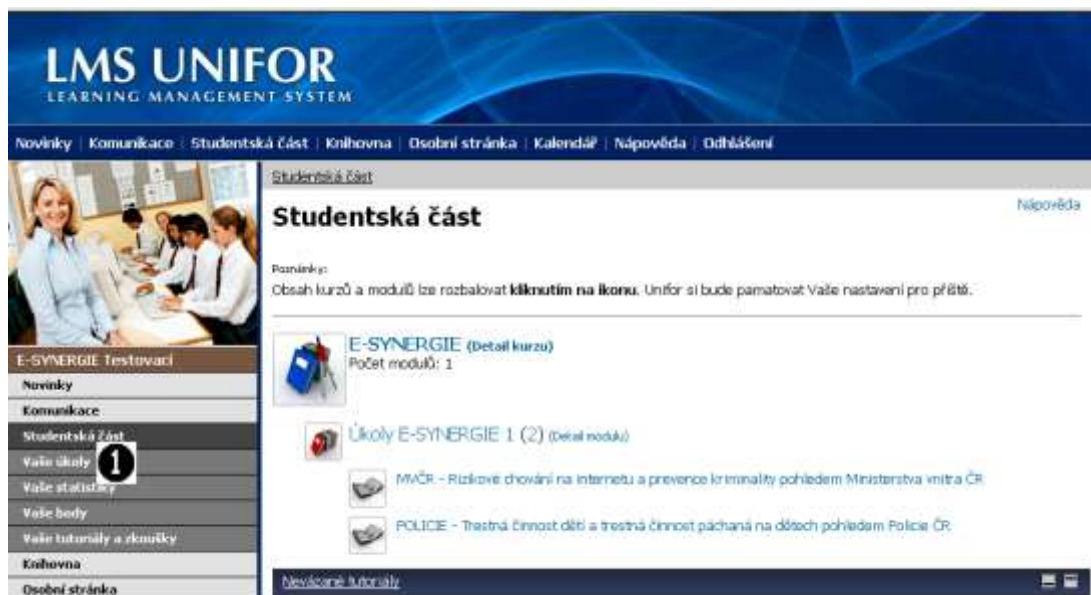 LMS UNIFOR
LEARNING MANAGEMENT SYSTEM
Novinky | Komunikace | Studentská část | Knihovna | Osobní stránka | Kalendář | Nápověda | Odhlášení
Studentská část
Nápověda
Studentská část
Poznámky:
Obsah kurzů a modulů lze rozbalovat kliknutím na ikonu. Unifor si bude pamatovat Vaše nastavení pro příště.
E-SYNERGIE (Detail kurzu)
Počet modulů: 1
Úkoly E-SYNERGIE 1 (2) (Detail modulu)
MVČR - Rizikové chování na internetu a prevence kriminality pohledem Ministerstva vnitra ČR
POLICIE - Trestná činnost dětí a trestná činnost páchaná na dětech pohledem Policie ČR
Nevázané tutoriály
E-SYNERGIE Testovací
Novinky
Komunikace
Studentská část
Vaše úkoly
1
Vaše statistiky
Vaše body
Vaše tutoriály a zkoušky
Knihovna
Osobní stránka